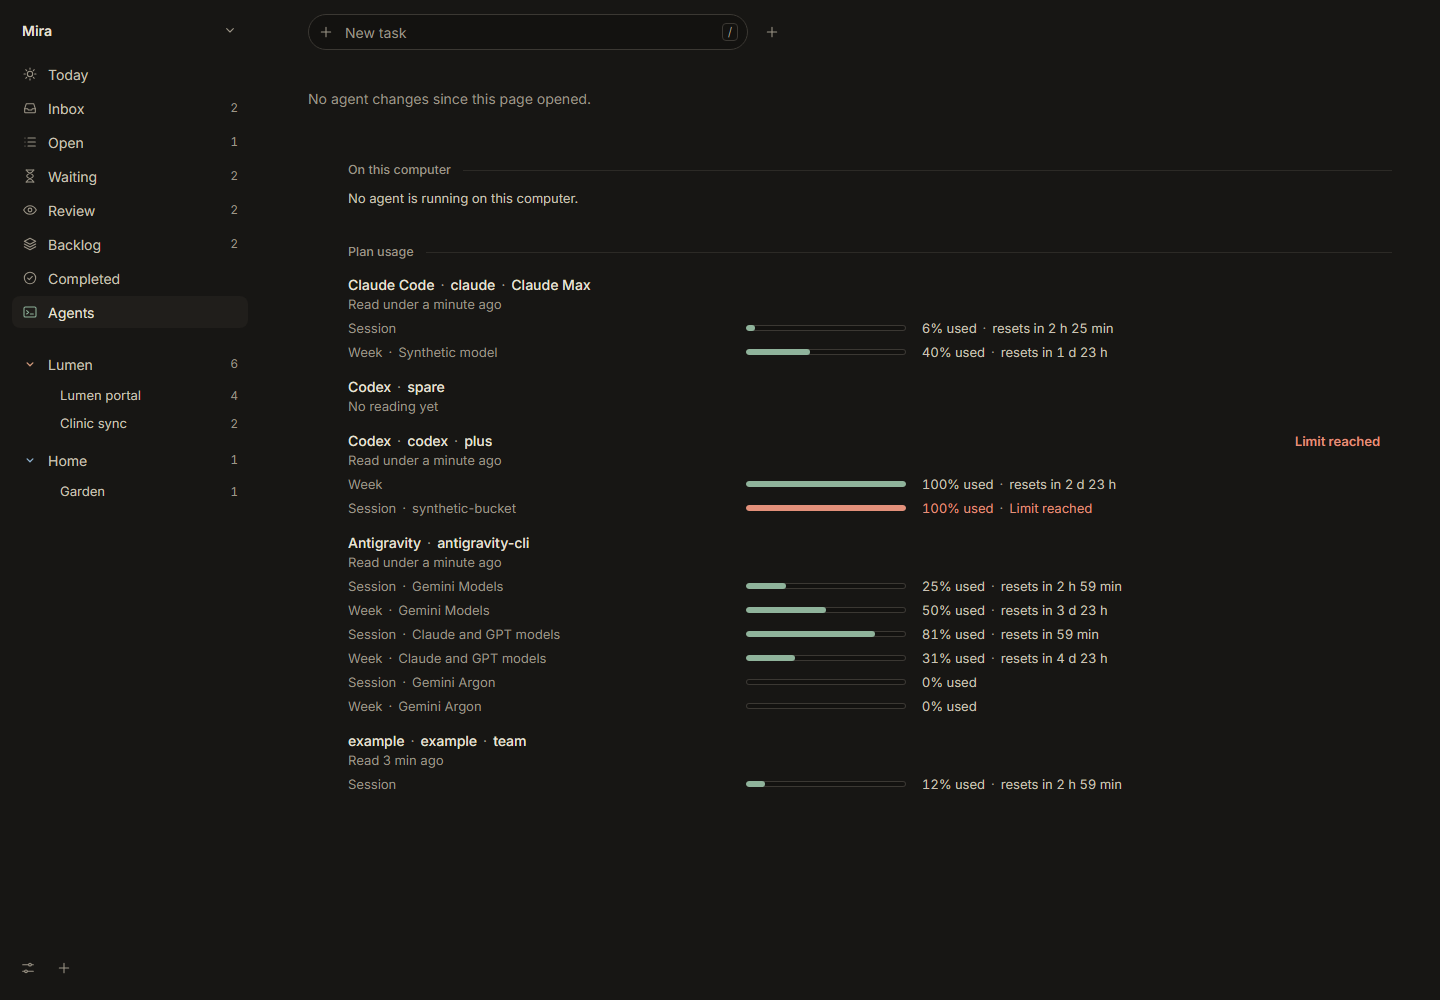 Mira
Today
Inbox 2
Open 1
Waiting 2
Review 2
Backlog 2
Completed
Agents
Lumen 6
Lumen portal 4
Clinic sync 2
Home 1
Garden 1
New task /
No agent changes since this page opened.
On this computer
No agent is running on this computer.
Plan usage
Claude Code · claude · Claude Max
Read under a minute ago
Session 6% used · resets in 2 h 25 min
Week · Synthetic model 40% used · resets in 1 d 23 h
Codex · spare
No reading yet
Codex · codex · plus Limit reached
Read under a minute ago
Week 100% used · resets in 2 d 23 h
Session · synthetic-bucket 100% used · Limit reached
Antigravity · antigravity-cli
Read under a minute ago
Session · Gemini Models 25% used · resets in 2 h 59 min
Week · Gemini Models 50% used · resets in 3 d 23 h
Session · Claude and GPT models 81% used · resets in 59 min
Week · Claude and GPT models 31% used · resets in 4 d 23 h
Session · Gemini Argon 0% used
Week · Gemini Argon 0% used
example · example · team
Read 3 min ago
Session 12% used · resets in 2 h 59 min